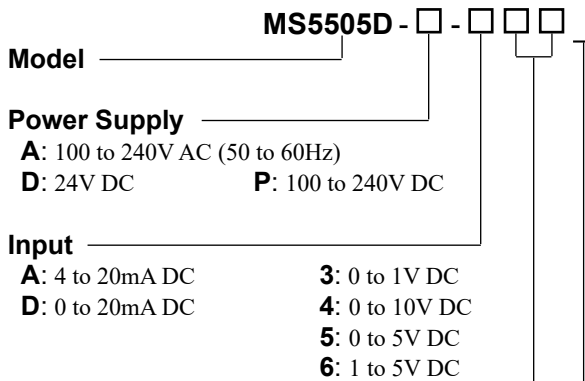 MS5505D - □ - □ □ □
Model
Power Supply
A: 100 to 240V AC (50 to 60Hz)
D: 24V DC P: 100 to 240V DC
Input
A: 4 to 20mA DC 3: 0 to 1V DC
D: 0 to 20mA DC 4: 0 to 10V DC
5: 0 to 5V DC
6: 1 to 5V DC